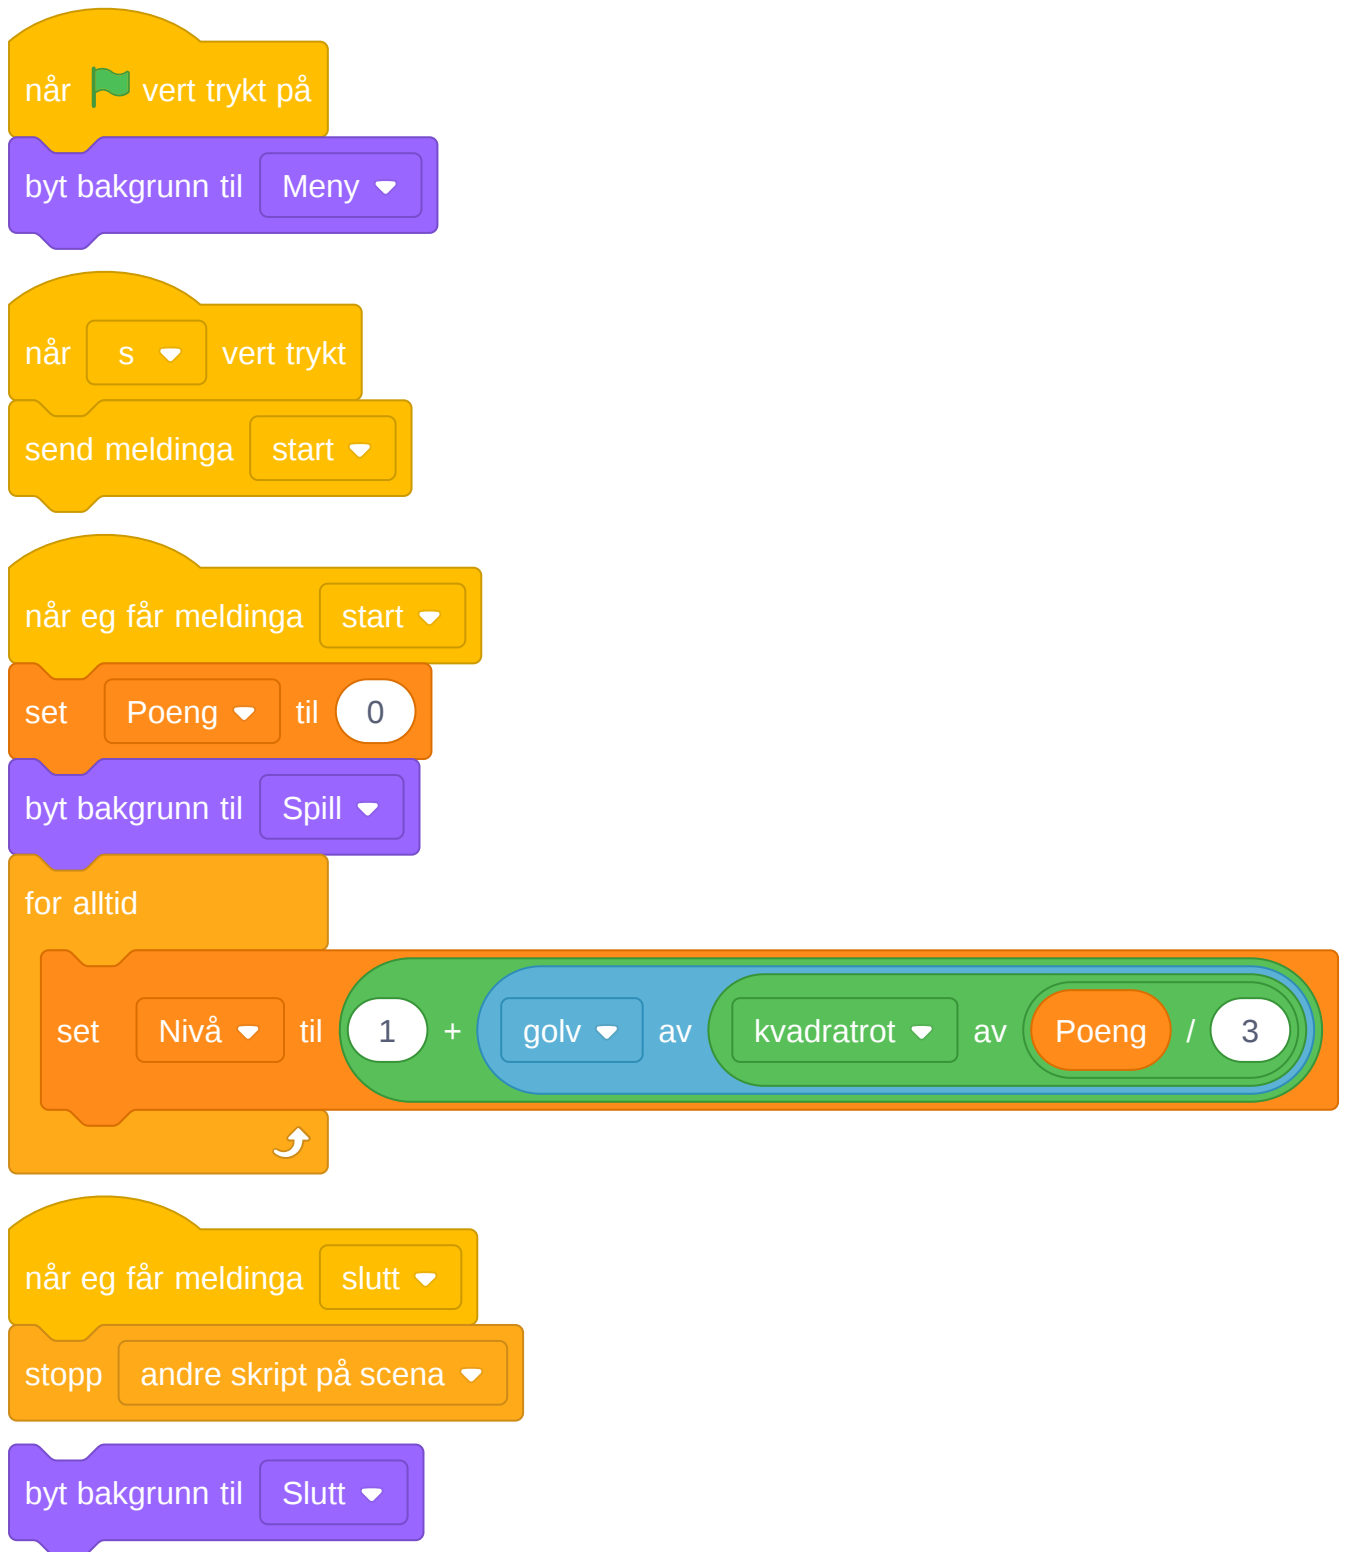 når vert trykt på
byt bakgrunn til Meny
når s vert trykt
send meldinga start
når eg får meldinga start
set Poeng til 0
byt bakgrunn til Spill
for alltid
set Nivå til 1 + golv av kvadratrot av Poeng / 3
når eg får meldinga slutt
stopp andre skript på scena
byt bakgrunn til Slutt